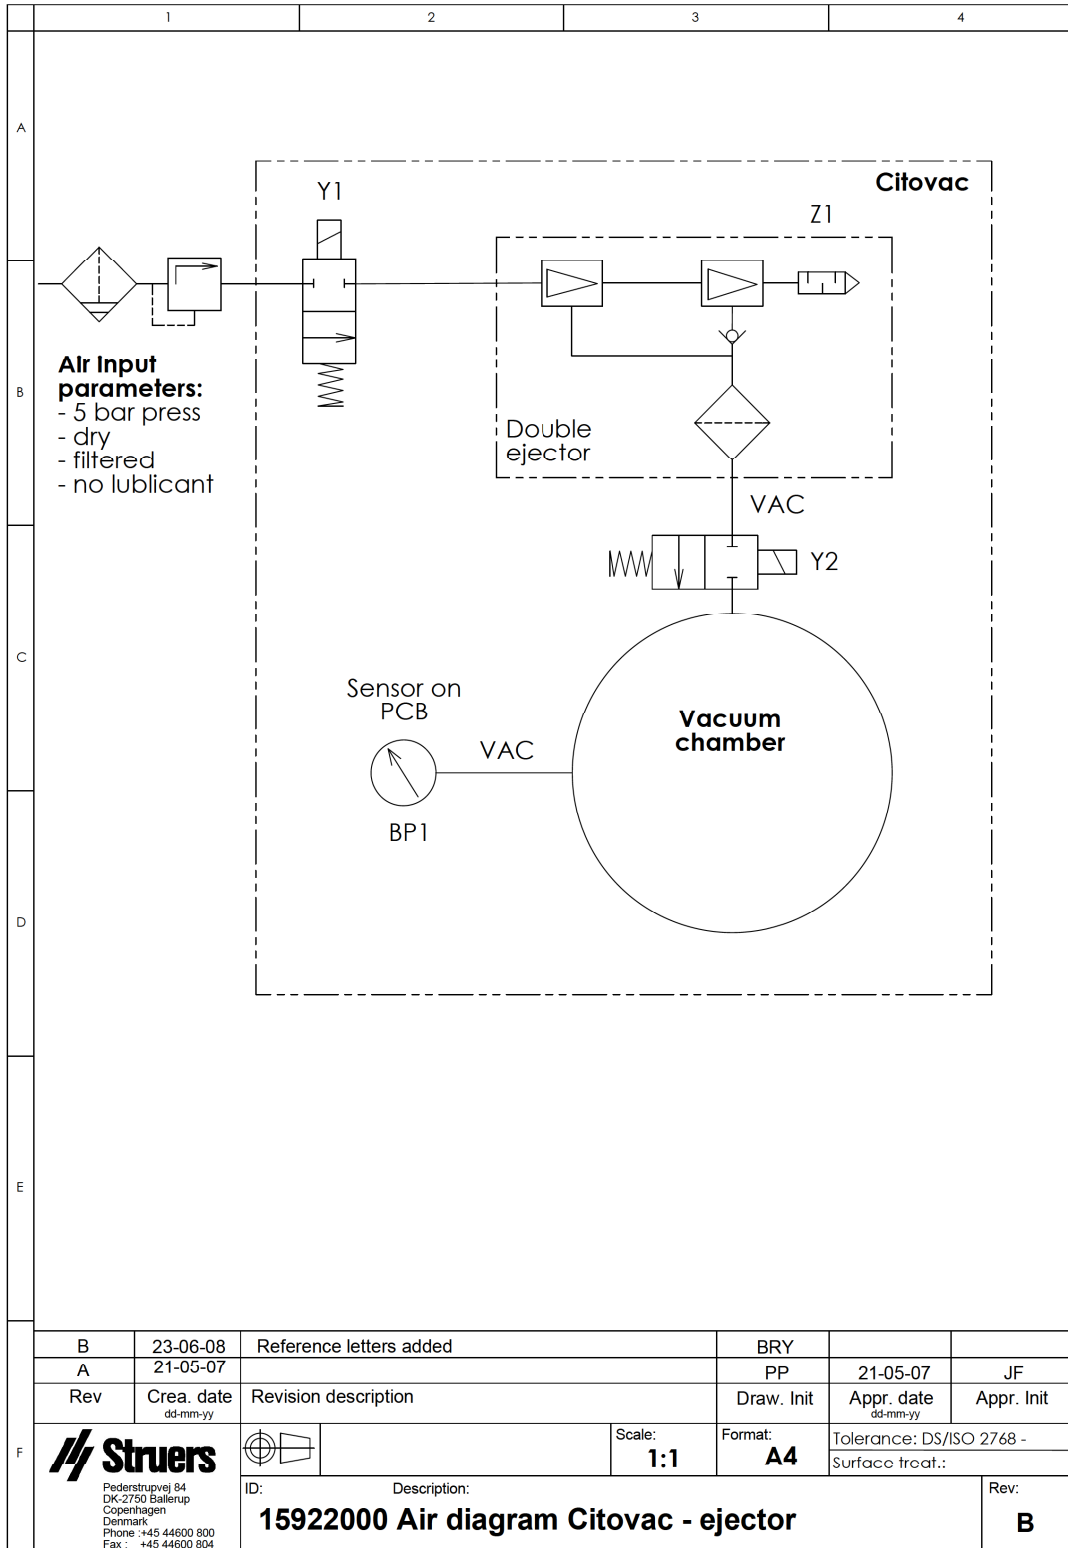 1 2 3 4
A
B
C
D
E
F
Citovac
Y1
Z1
Air Input
parameters:
- 5 bar press
- dry
- filtered
- no lublicant
Double
ejector
VAC
Y2
Sensor on
PCB
VAC
BP1
Vacuum
chamber
B 23-06-08 Reference letters added BRY
A 21-05-07 PP 21-05-07 JF
Rev Crea. date Revision description Draw. Init Appr. date Appr. Init
dd-mm-yy dd-mm-yy
Struers
Pederstrupvej 84
DK-2750 Ballerup
Copenhagen
Denmark
Phone :+45 44600 800
Fax : +45 44600 804
Scale:
1:1
Format:
A4
Tolerance: DS/ISO 2768 -
Surface treat.:
ID: Description:
15922000 Air diagram Citovac - ejector
Rev:
B